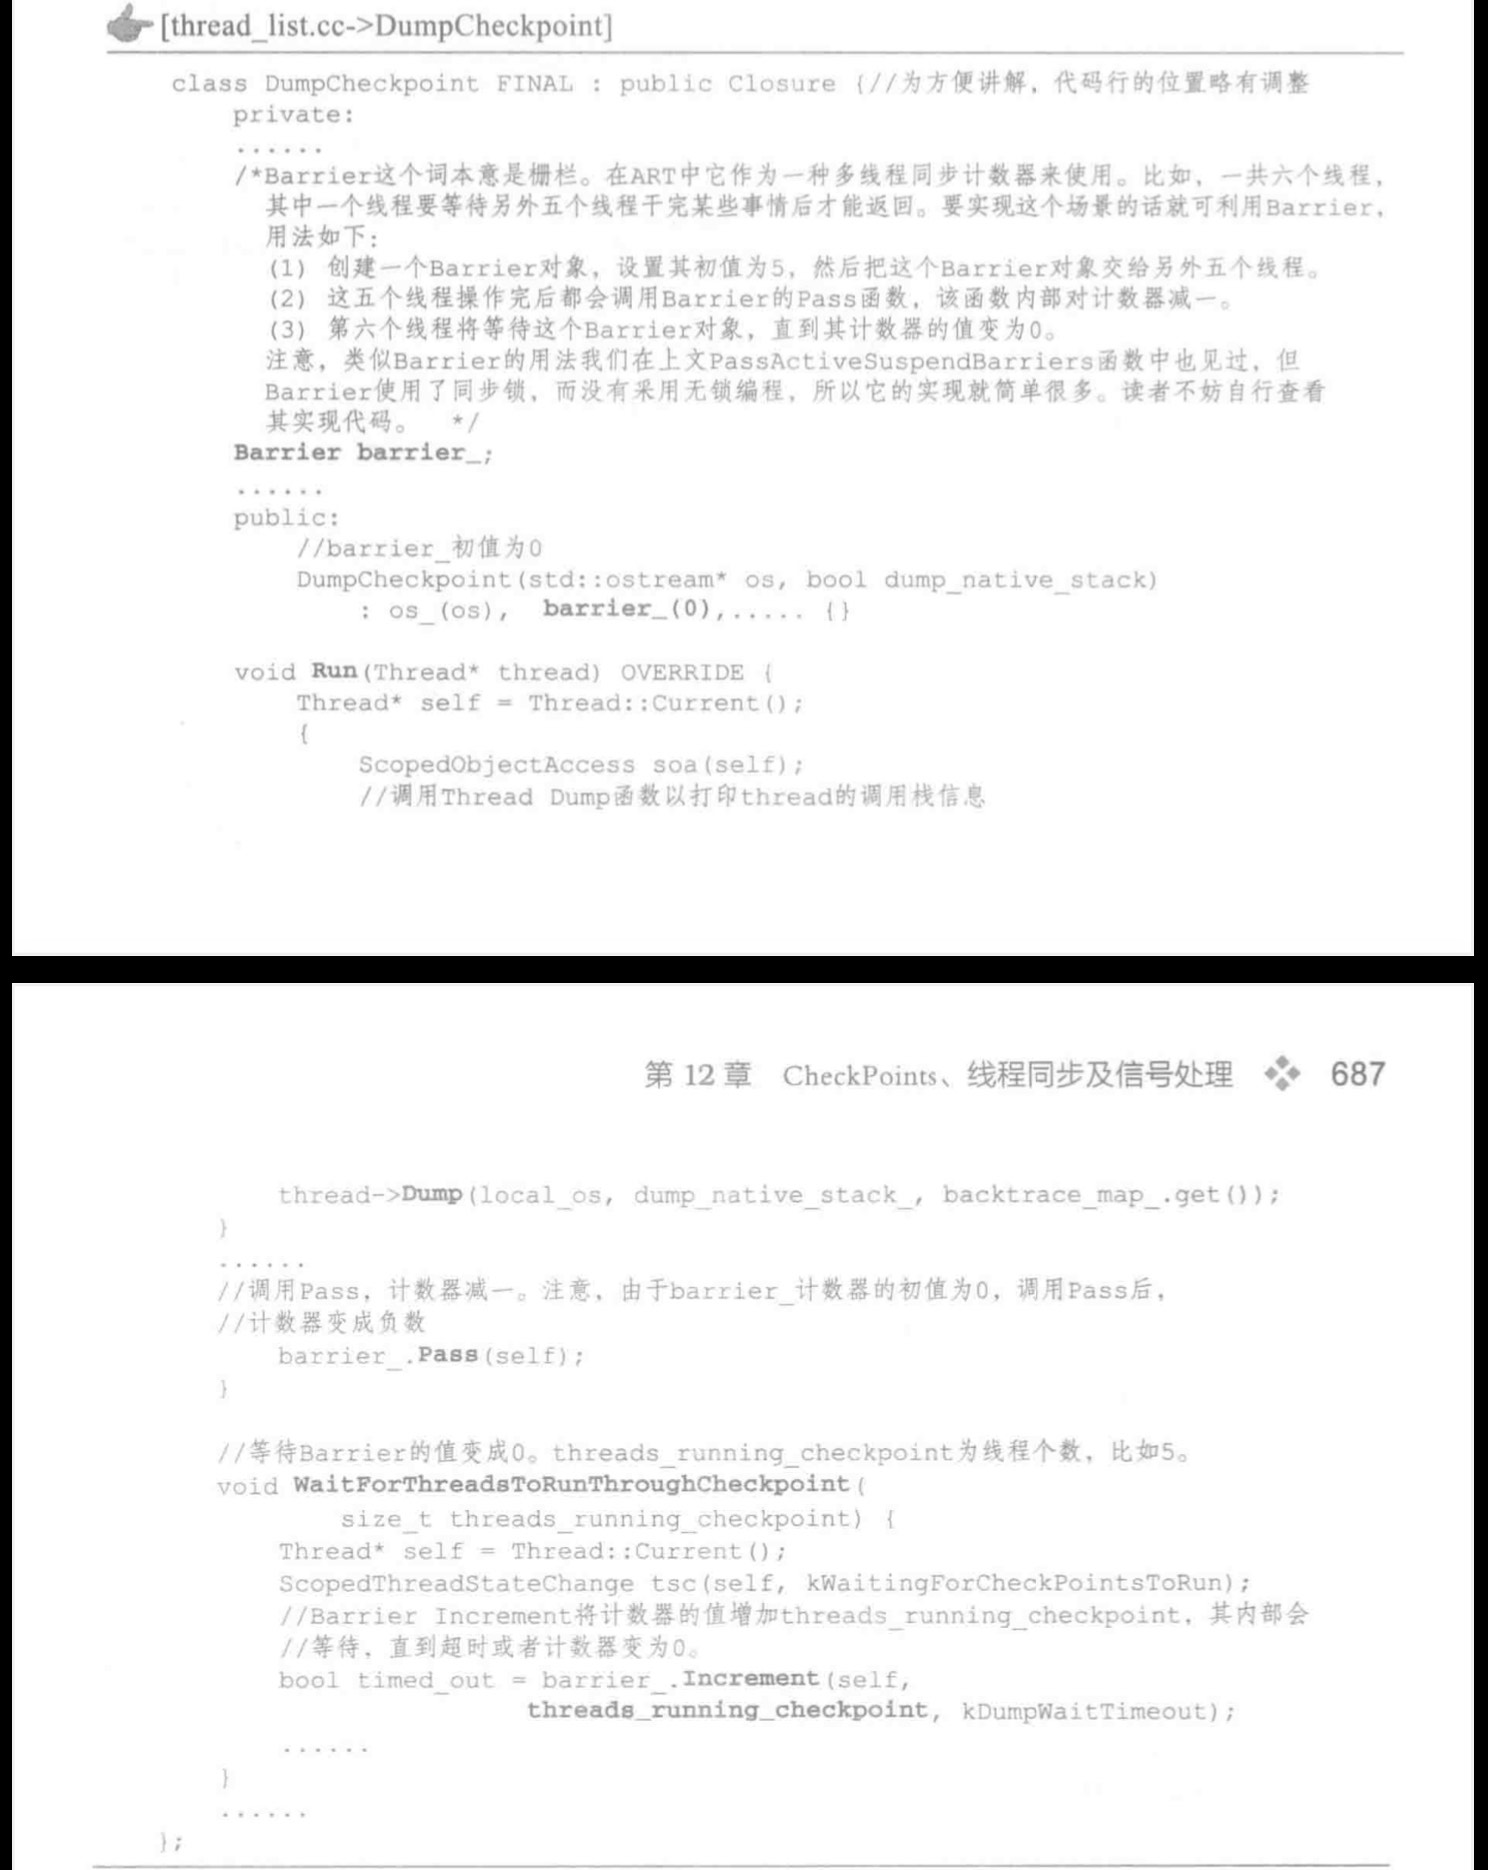 [thread_list.cc->DumpCheckpoint]
class DumpCheckpoint FINAL : public Closure {//为方便讲解，代码行的位置略有调整
private:
......
/*Barrier这个词本意是栅栏。在ART中它作为一种多线程同步计数器来使用。比如，一共六个线程，
其中一个线程要等待另外五个线程干完某些事情后才能返回。要实现这个场景的话就可利用Barrier，
用法如下：
(1) 创建一个Barrier对象，设置其初值为5，然后把这个Barrier对象交给另外五个线程。
(2) 这五个线程操作完后都会调用Barrier的Pass函数，该函数内部对计数器减一。
(3) 第六个线程将等待这个Barrier对象，直到其计数器的值变为0。
注意，类似Barrier的用法我们在上文PassActiveSuspendBarriers函数中也见过，但
Barrier使用了同步锁，而没有采用无锁编程，所以它的实现就简单很多。读者不妨自行查看
其实现代码。 */
Barrier barrier_;
......
public:
//barrier_初值为0
DumpCheckpoint(std::ostream* os, bool dump_native_stack)
: os_(os), barrier_(0),..... {}
void Run(Thread* thread) OVERRIDE {
Thread* self = Thread::Current();
{
ScopedObjectAccess soa(self);
//调用Thread Dump函数以打印thread的调用栈信息
第 12 章 CheckPoints、线程同步及信号处理 ❖ 687
thread->Dump(local_os, dump_native_stack_, backtrace_map_.get());
}
......
//调用Pass，计数器减一。注意，由于barrier_计数器的初值为0，调用Pass后，
//计数器变成负数
barrier_.Pass(self);
}
//等待Barrier的值变成0。threads_running_checkpoint为线程个数，比如5。
void WaitForThreadsToRunThroughCheckpoint(
size_t threads_running_checkpoint) {
Thread* self = Thread::Current();
ScopedThreadStateChange tsc(self, kWaitingForCheckPointsToRun);
//Barrier Increment将计数器的值增加threads_running_checkpoint，其内部会
//等待，直到超时或者计数器变为0。
bool timed_out = barrier_.Increment(self,
threads_running_checkpoint, kDumpWaitTimeout);
......
}
......
};